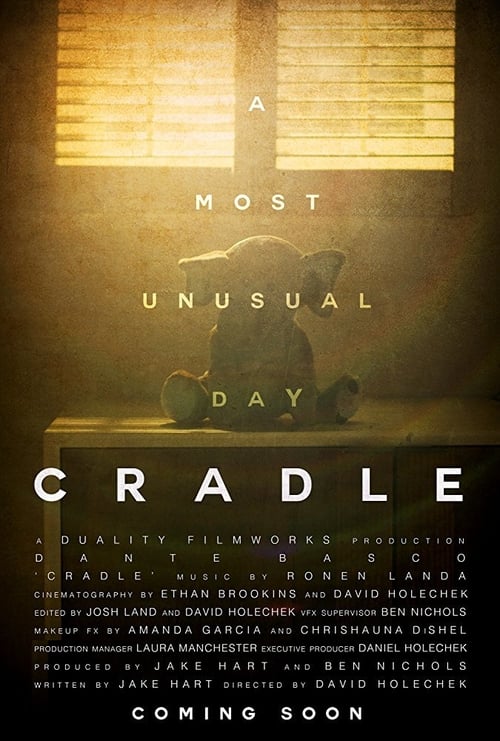 A
MOST
UNUSUAL
DAY
CRADLE
A DUALITY FILMWORKS PRODUCTION
DANTE BASCO
'CRADLE' MUSIC BY RONEN LANDA
CINEMATOGRAPHY BY ETHAN BROOKINS AND DAVID HOLECHEK
EDITED BY JOSH LAND AND DAVID HOLECHEK VFX SUPERVISOR BEN NICHOLS
MAKEUP FX BY AMANDA GARCIA AND CHRISHAUNA DiSHEL
PRODUCTION MANAGER LAURA MANCHESTER EXECUTIVE PRODUCER DANIEL HOLECHEK
PRODUCED BY JAKE HART AND BEN NICHOLS
WRITTEN BY JAKE HART DIRECTED BY DAVID HOLECHEK
COMING SOON